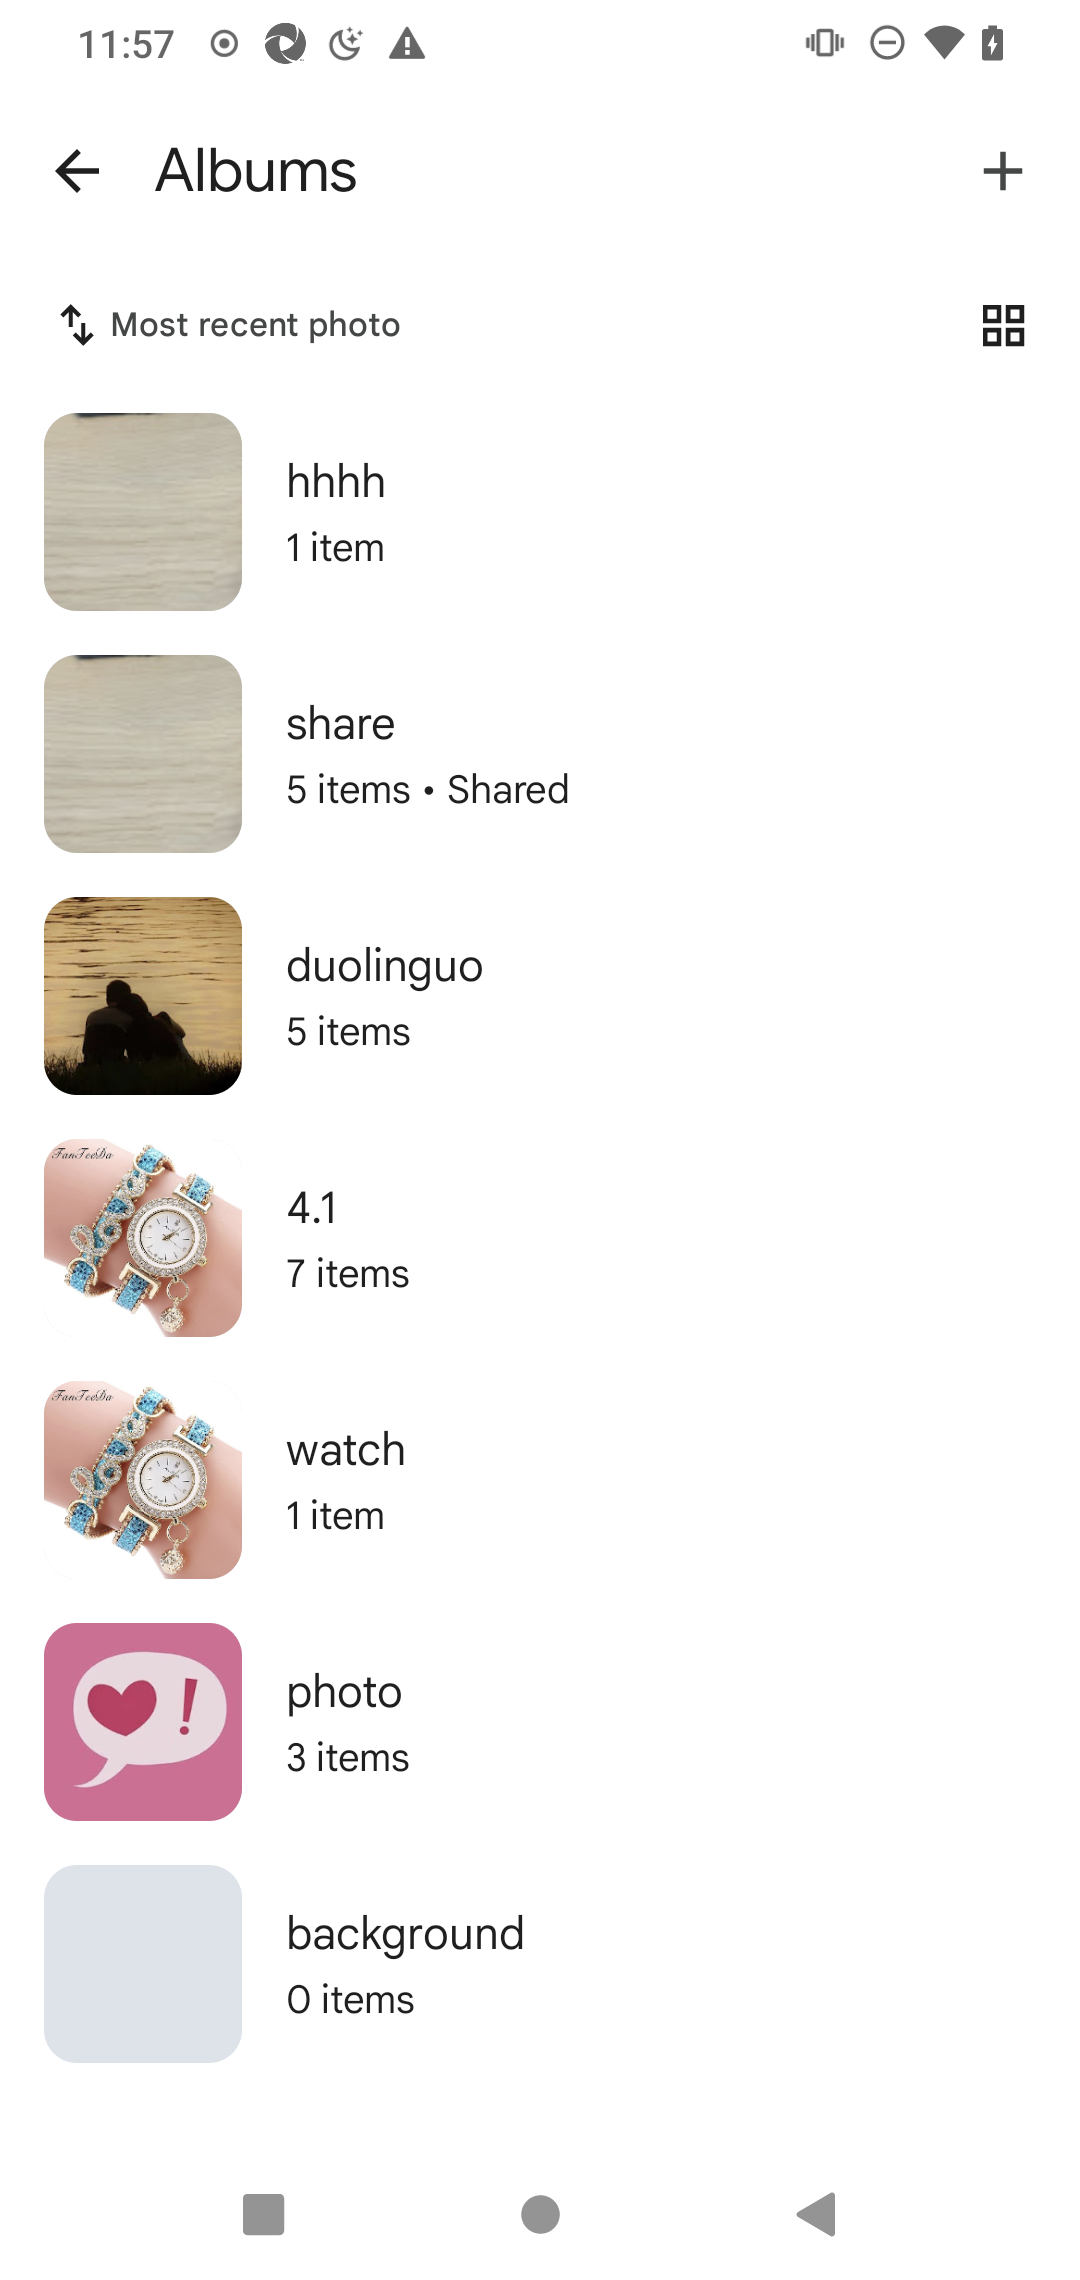 11:57
Albums
Most recent photo
hhhh
1 item
share
5 items • Shared
duolinguo
5 items
FanTeeDa
4.1
7 items
FanTeeDa
watch
1 item
photo
3 items
background
0 items